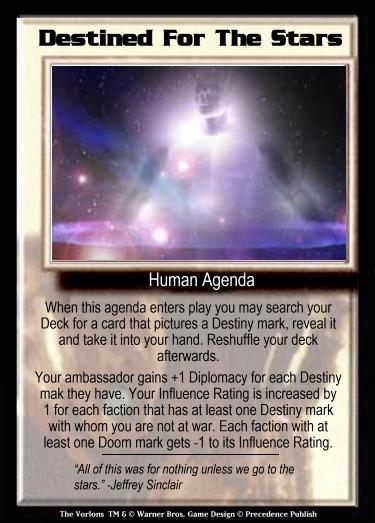 Destined For The Stars
Human Agenda
When this agenda enters play you may search your
Deck for a card that pictures a Destiny mark, reveal it
and take it into your hand. Reshuffle your deck
afterwards.
Your ambassador gains +1 Diplomacy for each Destiny
mak they have. Your Influence Rating is increased by
1 for each faction that has at least one Destiny mark
with whom you are not at war. Each faction with at
least one Doom mark gets -1 to its Influence Rating.
“All of this was for nothing unless we go to the
stars.” -Jeffrey Sinclair
The Vorlons TM & © Warner Bros. Game Design © Precedence Publish